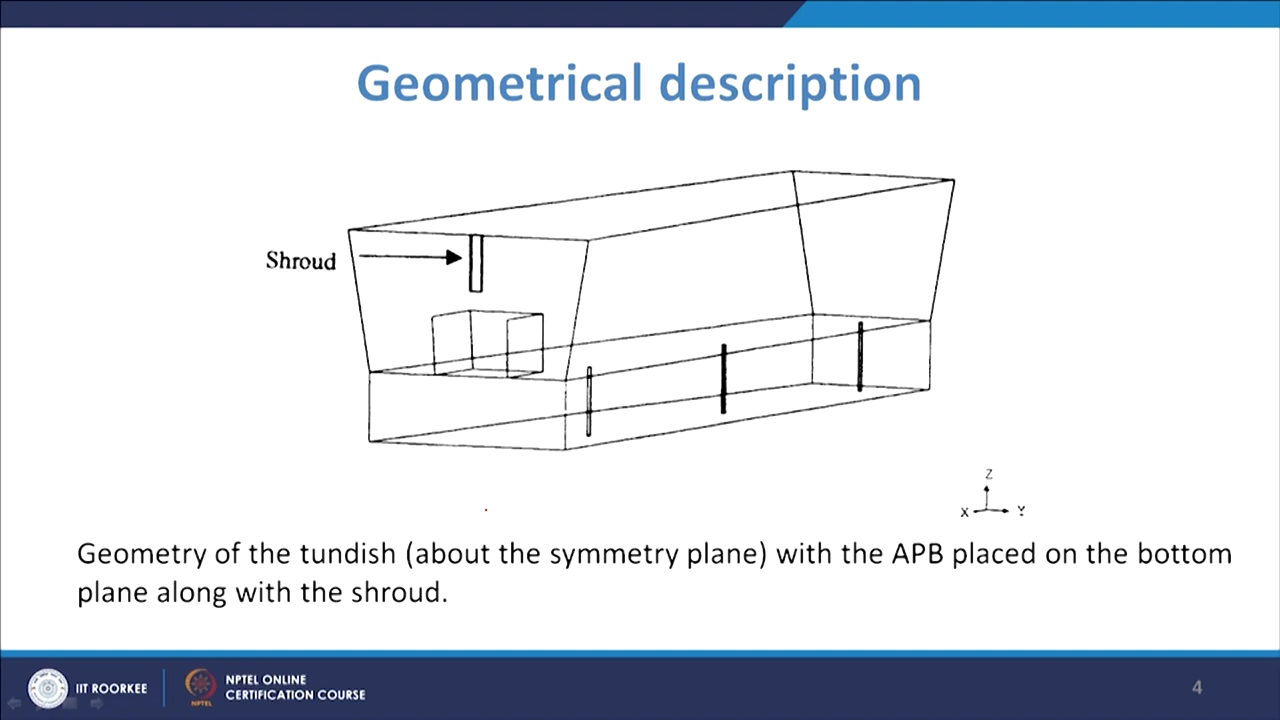 Geometrical description
Shroud
Z
X
Y
Geometry of the tundish (about the symmetry plane) with the APB placed on the bottom
plane along with the shroud.
IIT ROORKEE
NPTEL
NPTEL ONLINE
CERTIFICATION COURSE
4